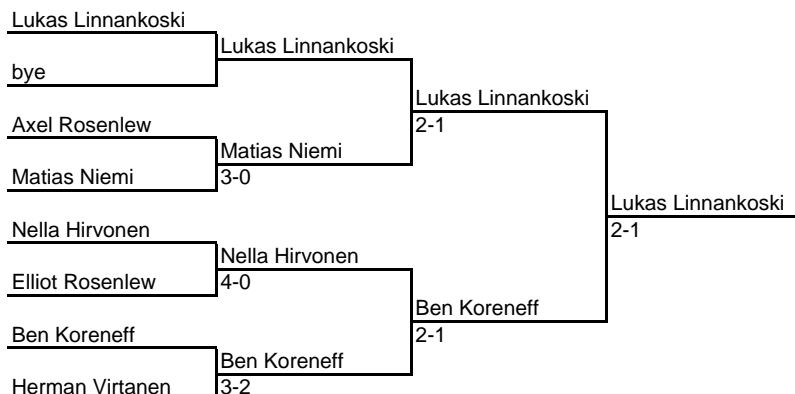 Lukas Linnankoski
Lukas Linnankoski
bye
Lukas Linnankoski
Axel Rosenlew
2-1
Matias Niemi
Matias Niemi
3-0
Lukas Linnankoski
Nella Hirvonen
2-1
Nella Hirvonen
Elliot Rosenlew
4-0
Ben Koreneff
Ben Koreneff
2-1
Ben Koreneff
Herman Virtanen
3-2